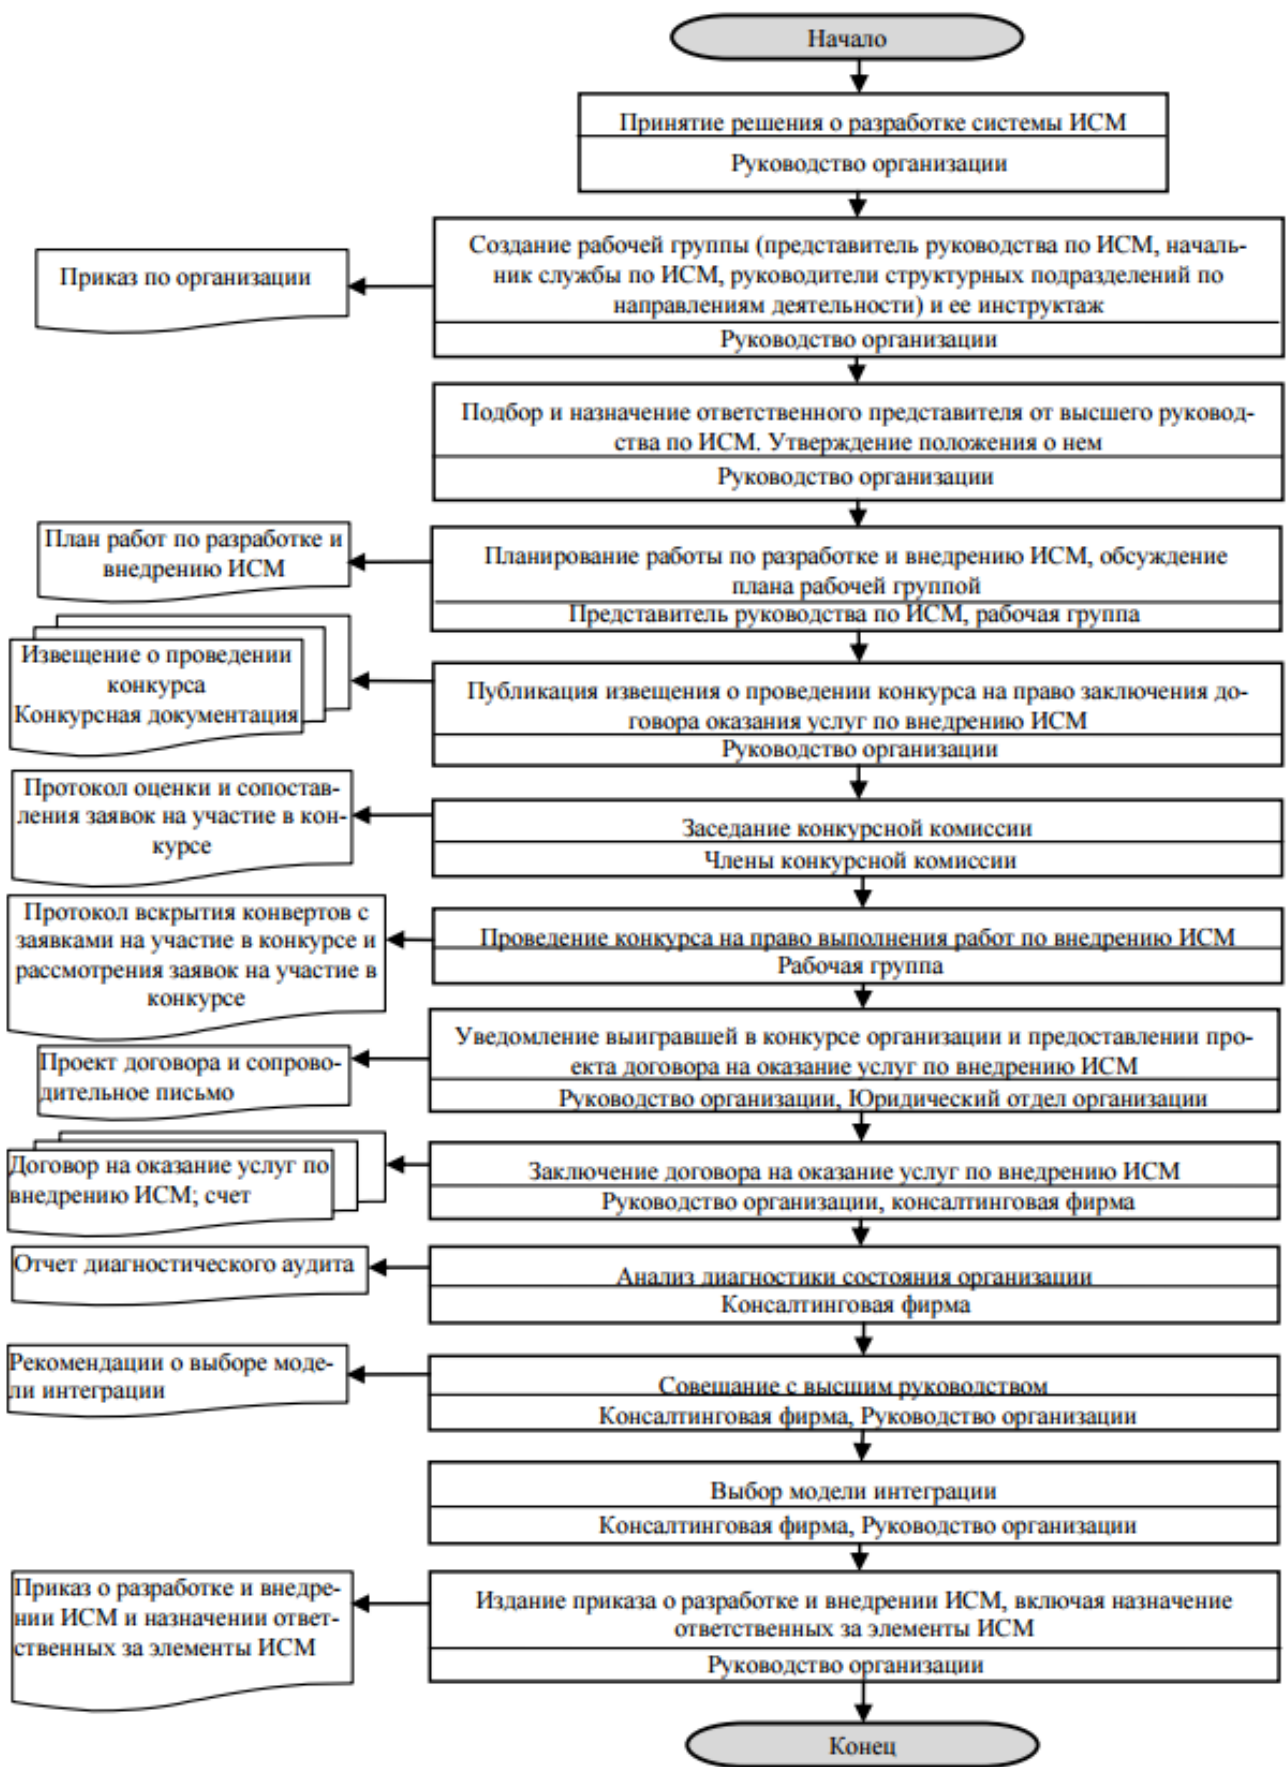 Начало
Принятие решения о разработке системы ИСМ
Руководство организации
Создание рабочей группы (представитель руководства по ИСМ, началь-
ник службы по ИСМ, руководители структурных подразделений по
направлениям деятельности) и ее инструктаж
Руководство организации
Приказ по организации
Подбор и назначение ответственного представителя от высшего руковод-
ства по ИСМ. Утверждение положения о нем
Руководство организации
Планирование работы по разработке и внедрению ИСМ, обсуждение
плана рабочей группой
Представитель руководства по ИСМ, рабочая группа
План работ по разработке и
внедрению ИСМ
Публикация извещения о проведении конкурса на право заключения до-
говора оказания услуг по внедрению ИСМ
Руководство организации
Извещение о проведении
конкурса
Конкурсная документация
Заседание конкурсной комиссии
Члены конкурсной комиссии
Протокол оценки и сопостав-
ления заявок на участие в кон-
курсе
Проведение конкурса на право выполнения работ по внедрению ИСМ
Рабочая группа
Протокол вскрытия конвертов с
заявками на участие в конкурсе и
рассмотрения заявок на участие в
конкурсе
Уведомление выигравшей в конкурсе организации и предоставлении про-
екта договора на оказание услуг по внедрению ИСМ
Руководство организации, Юридический отдел организации
Проект договора и сопрово-
дительное письмо
Заключение договора на оказание услуг по внедрению ИСМ
Руководство организации, консалтинговая фирма
Договор на оказание услуг по
внедрению ИСМ; счет
Анализ диагностики состояния организации
Консалтинговая фирма
Отчет диагностического аудита
Совещание с высшим руководством
Консалтинговая фирма, Руководство организации
Рекомендации о выборе моде-
ли интеграции
Выбор модели интеграции
Консалтинговая фирма, Руководство организации
Издание приказа о разработке и внедрении ИСМ, включая назначение
ответственных за элементы ИСМ
Руководство организации
Приказ о разработке и внедре-
нии ИСМ и назначении ответ-
ственных за элементы ИСМ
Конец